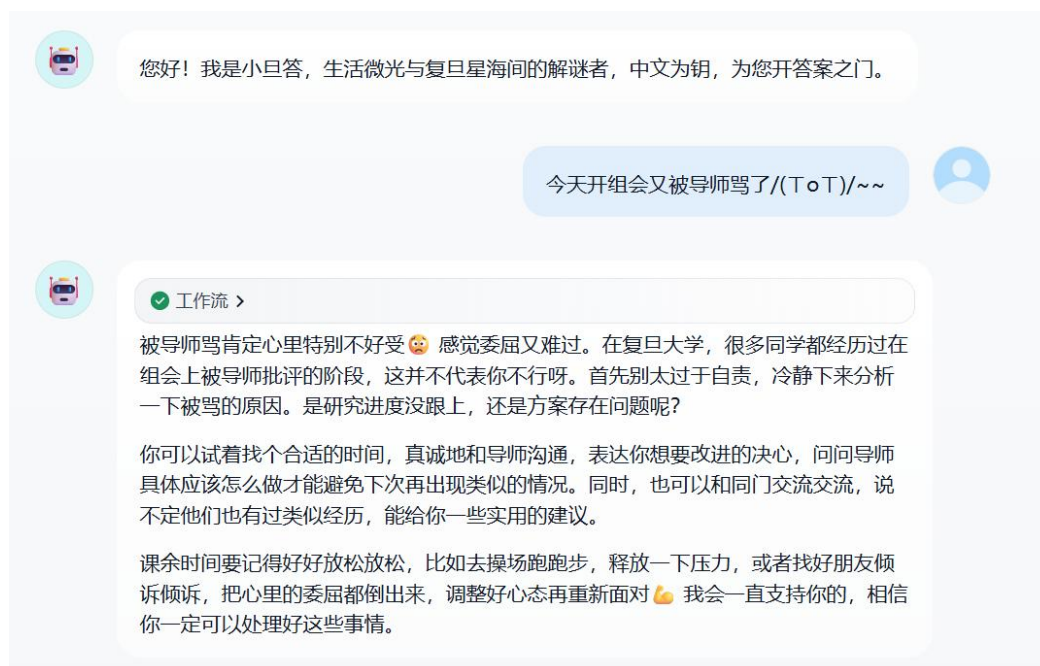 您好！我是小旦答，生活微光与复旦星海间的解谜者，中文为钥，为您开答案之门。
今天开组会又被导师骂了/(ㄒoㄒ)/~~
工作流 >
被导师骂肯定心里特别不好受😩 感觉委屈又难过。在复旦大学，很多同学都经历过在
组会上被导师批评的阶段，这并不代表你不行呀。首先别太过于自责，冷静下来分析
一下被骂的原因。是研究进度没跟上，还是方案存在问题呢？
你可以试着找个合适的时间，真诚地和导师沟通，表达你想要改进的决心，问问导师
具体应该怎么做才能避免下次再出现类似的情况。同时，也可以和同门交流交流，说
不定他们也有过类似经历，能给你一些实用的建议。
课余时间要记得好好放松放松，比如去操场跑跑步，释放一下压力，或者找好朋友倾
诉倾诉，把心里的委屈都倒出来，调整好心态再重新面对💪 我会一直支持你的，相信
你一定可以处理好这些事情。